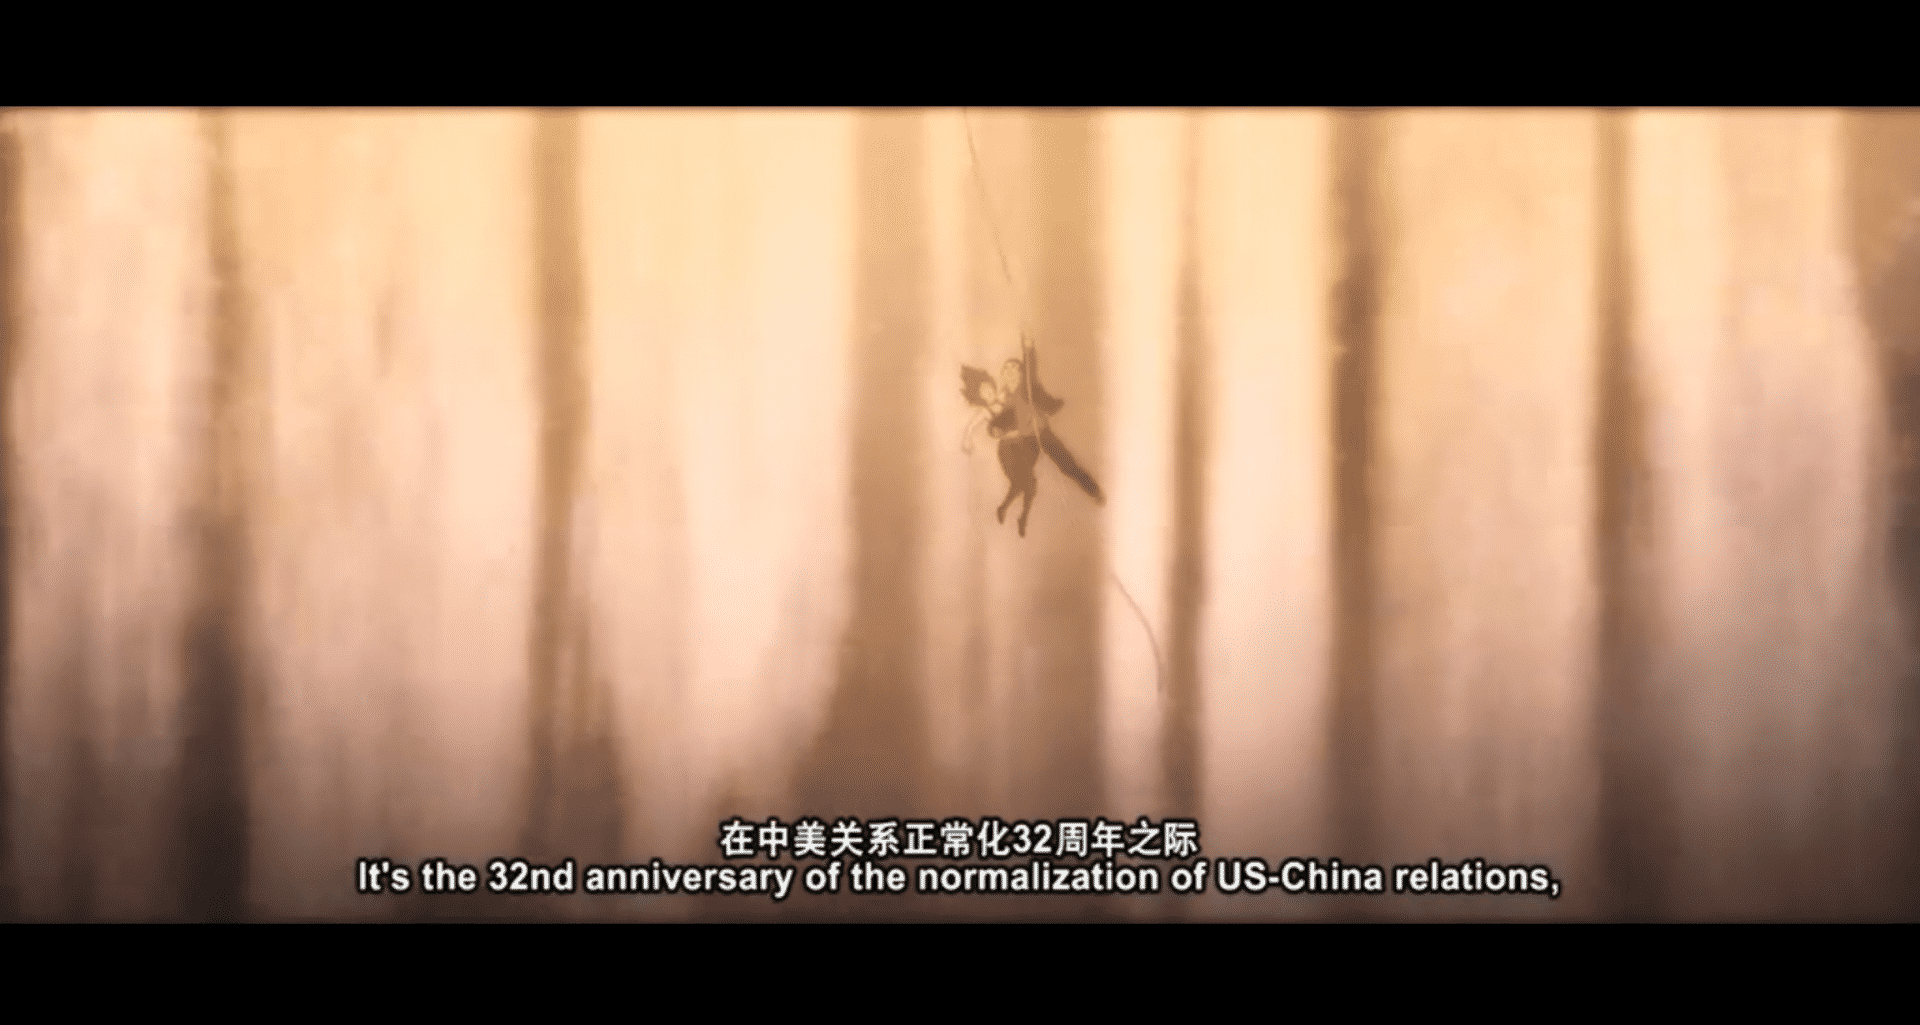 在中美关系正常化32周年之际
It's the 32nd anniversary of the normalization of US-China relations,